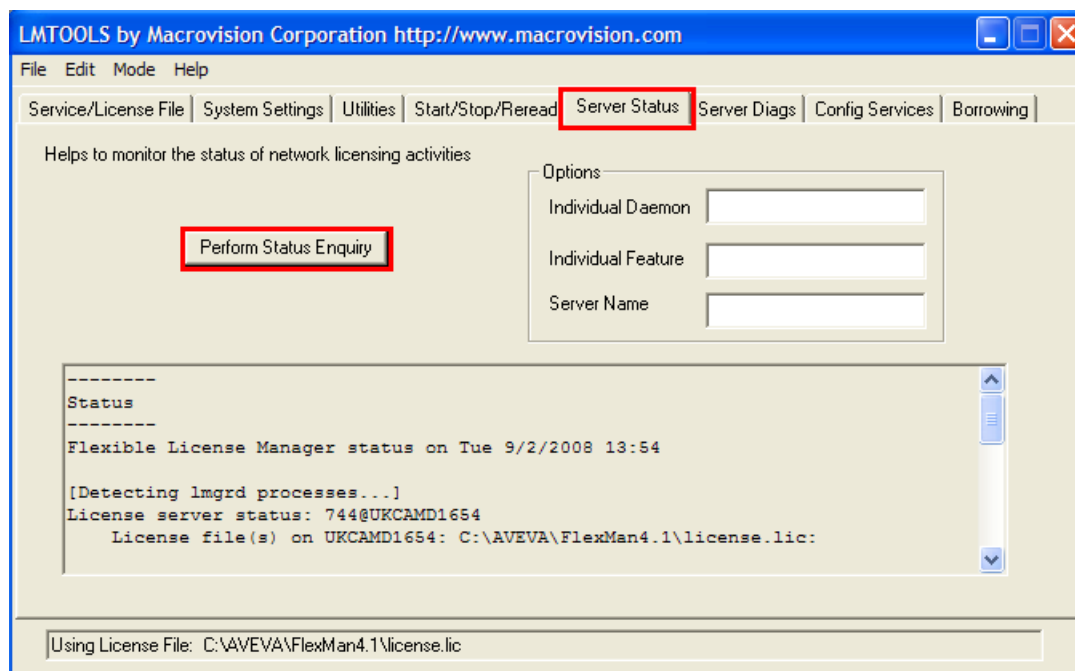 LMTOOLS by Macrovision Corporation http://www.macrovision.com
File Edit Mode Help
Service/License File System Settings Utilities Start/Stop/Reread Server Status Server Diags Config Services Borrowing
Helps to monitor the status of network licensing activities
Options
Individual Daemon
Perform Status Enquiry
Individual Feature
Server Name
--------
Status
--------
Flexible License Manager status on Tue 9/2/2008 13:54
[Detecting lmgrd processes...]
License server status: 744@UKCAMD1654
License file(s) on UKCAMD1654: C:\AVEVA\FlexMan4.1\license.lic:
Using License File: C:\AVEVA\FlexMan4.1\license.lic